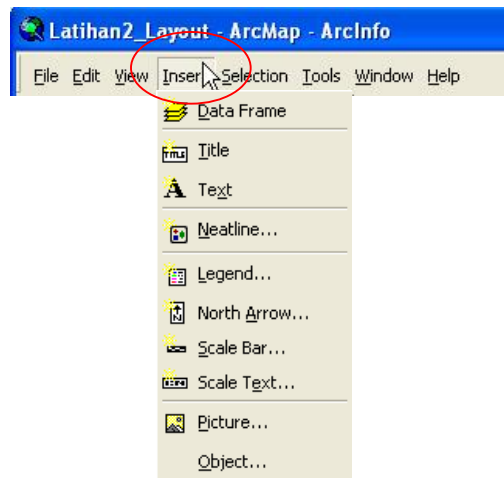 Latihan2_Layout - ArcMap - ArcInfo
File Edit View Insert Selection Tools Window Help
Data Frame
Title
Text
Neatline...
Legend...
North Arrow...
Scale Bar...
Scale Text...
Picture...
Object...